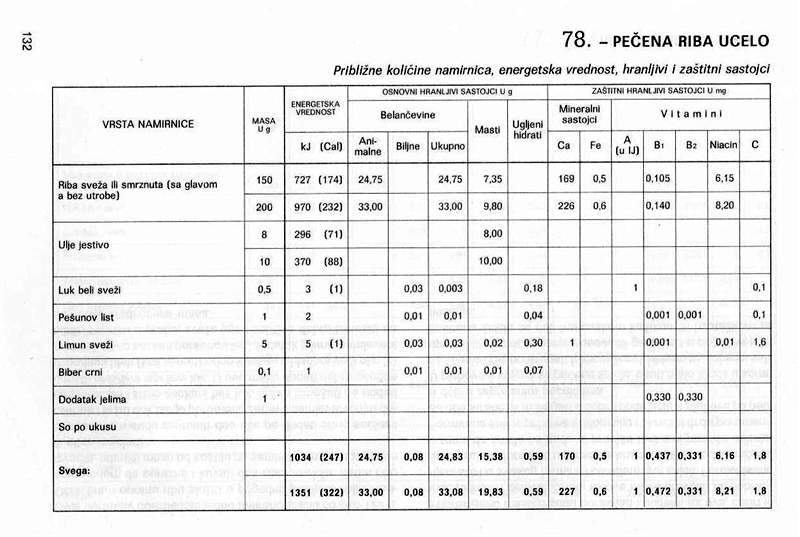 132
78. – PEČENA RIBA UCELO
Približne količine namirnica, energetska vrednost, hranljivi i zaštitni sastojci
VRSTA NAMIRNICE MASA U g ENERGETSKA VREDNOST OSNOVNI HRANLJIVI SASTOJCI U g ZAŠTITNI HRANLJIVI SASTOJCI U mg
Belančevine Masti Ugljeni hidrati Mineralni sastojci Vitamini
kJ (Cal) Ani-malne Biljne Ukupno Ca Fe A (u IJ) B1 B2 Niacin C
Riba sveža ili smrznuta (sa glavom 150 727 (174) 24,75 24,75 7,35 169 0,5 0,105 6,15
a bez utrobe) 200 970 (232) 33,00 33,00 9,80 226 0,6 0,140 8,20
Ulje jestivo 8 296 (71) 8,00
10 370 (88) 10,00
Luk beli sveži 0,5 3 (1) 0,03 0,003 0,18 1 0,1
Pešunov list 1 2 0,01 0,01 0,04 0,001 0,001 0,1
Limun sveži 5 5 (1) 0,03 0,03 0,02 0,30 1 0,001 0,01 1,6
Biber crni 0,1 1 0,01 0,01 0,01 0,07
Dodatak jelima 1 0,330 0,330
So po ukusu
Svega: 1034 (247) 24,75 0,08 24,83 15,38 0,59 170 0,5 1 0,437 0,331 6,16 1,8
1351 (322) 33,00 0,08 33,08 19,83 0,59 227 0,6 1 0,472 0,331 8,21 1,8